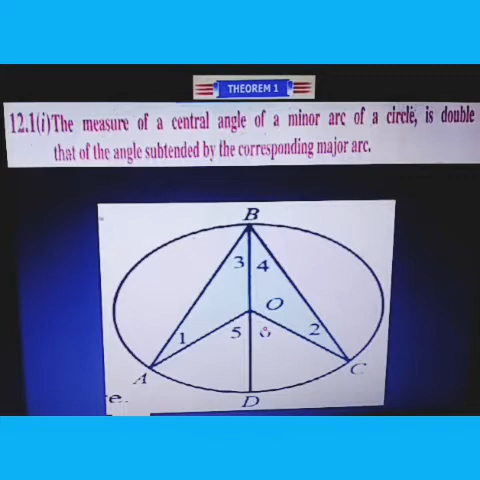 THEOREM 1
12.1(i)The measure of a central angle of a minor arc of a circle, is double
that of the angle subtended by the corresponding major arc.
B
3 4
O
1 5 6 2
A C
e.
D